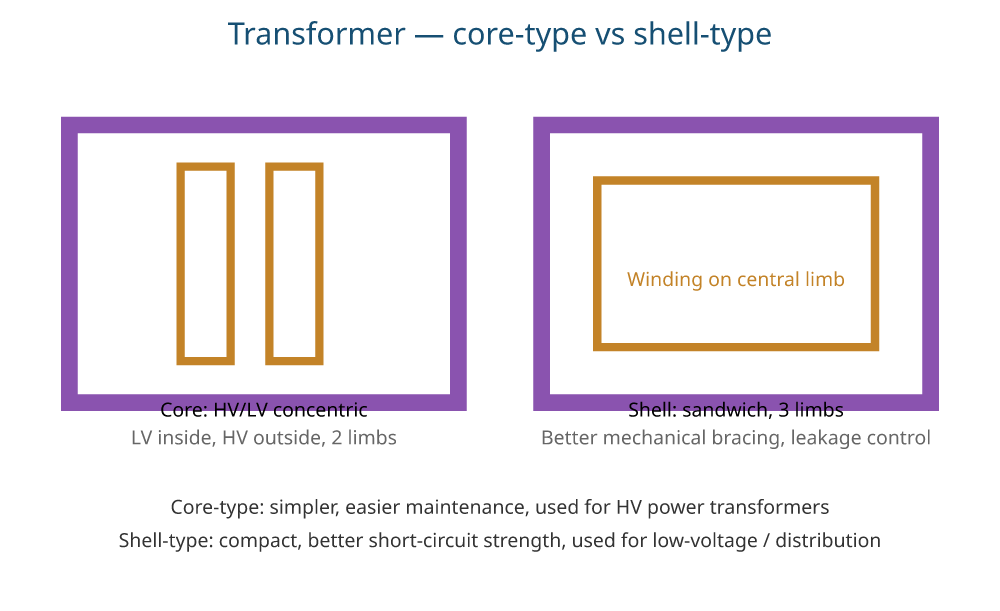 Transformer — core-type vs shell-type
Winding on central limb
Core: HV/LV concentric
LV inside, HV outside, 2 limbs
Shell: sandwich, 3 limbs
Better mechanical bracing, leakage control
Core-type: simpler, easier maintenance, used for HV power transformers
Shell-type: compact, better short-circuit strength, used for low-voltage / distribution